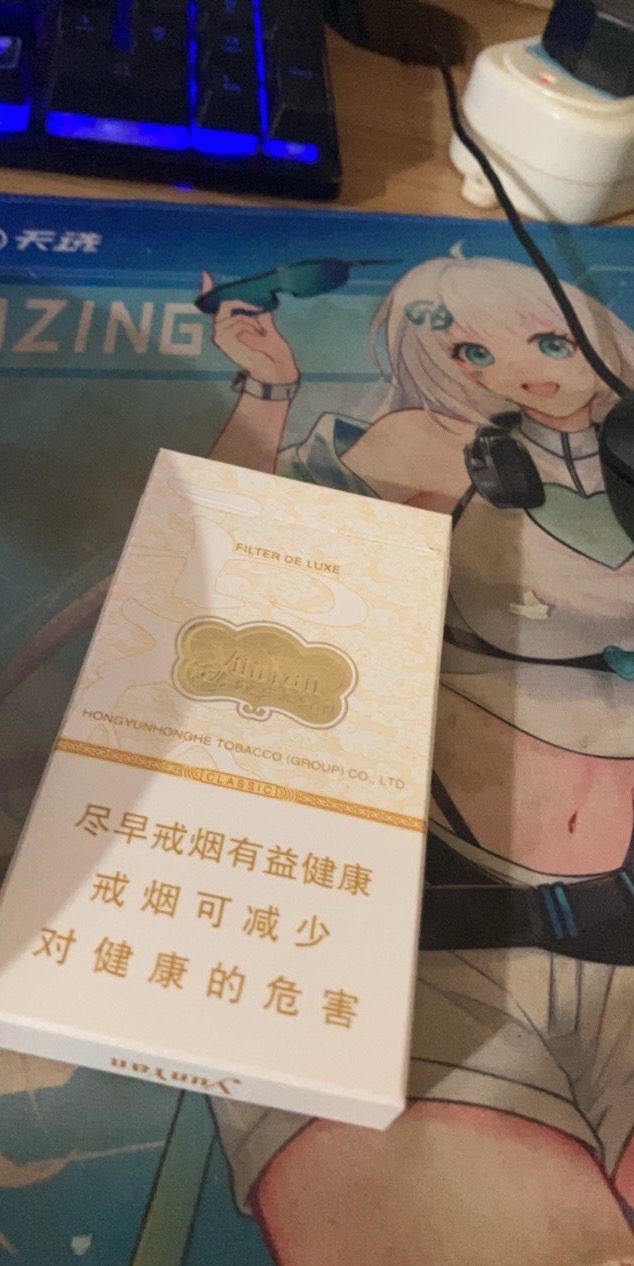 天选
ZING
FILTER DE LUXE
Yunyan
HONGYUNHONGHE TOBACCO (GROUP) CO., LTD.
CLASSIC
尽早戒烟有益健康
戒烟可减少
对健康的危害
YunYan